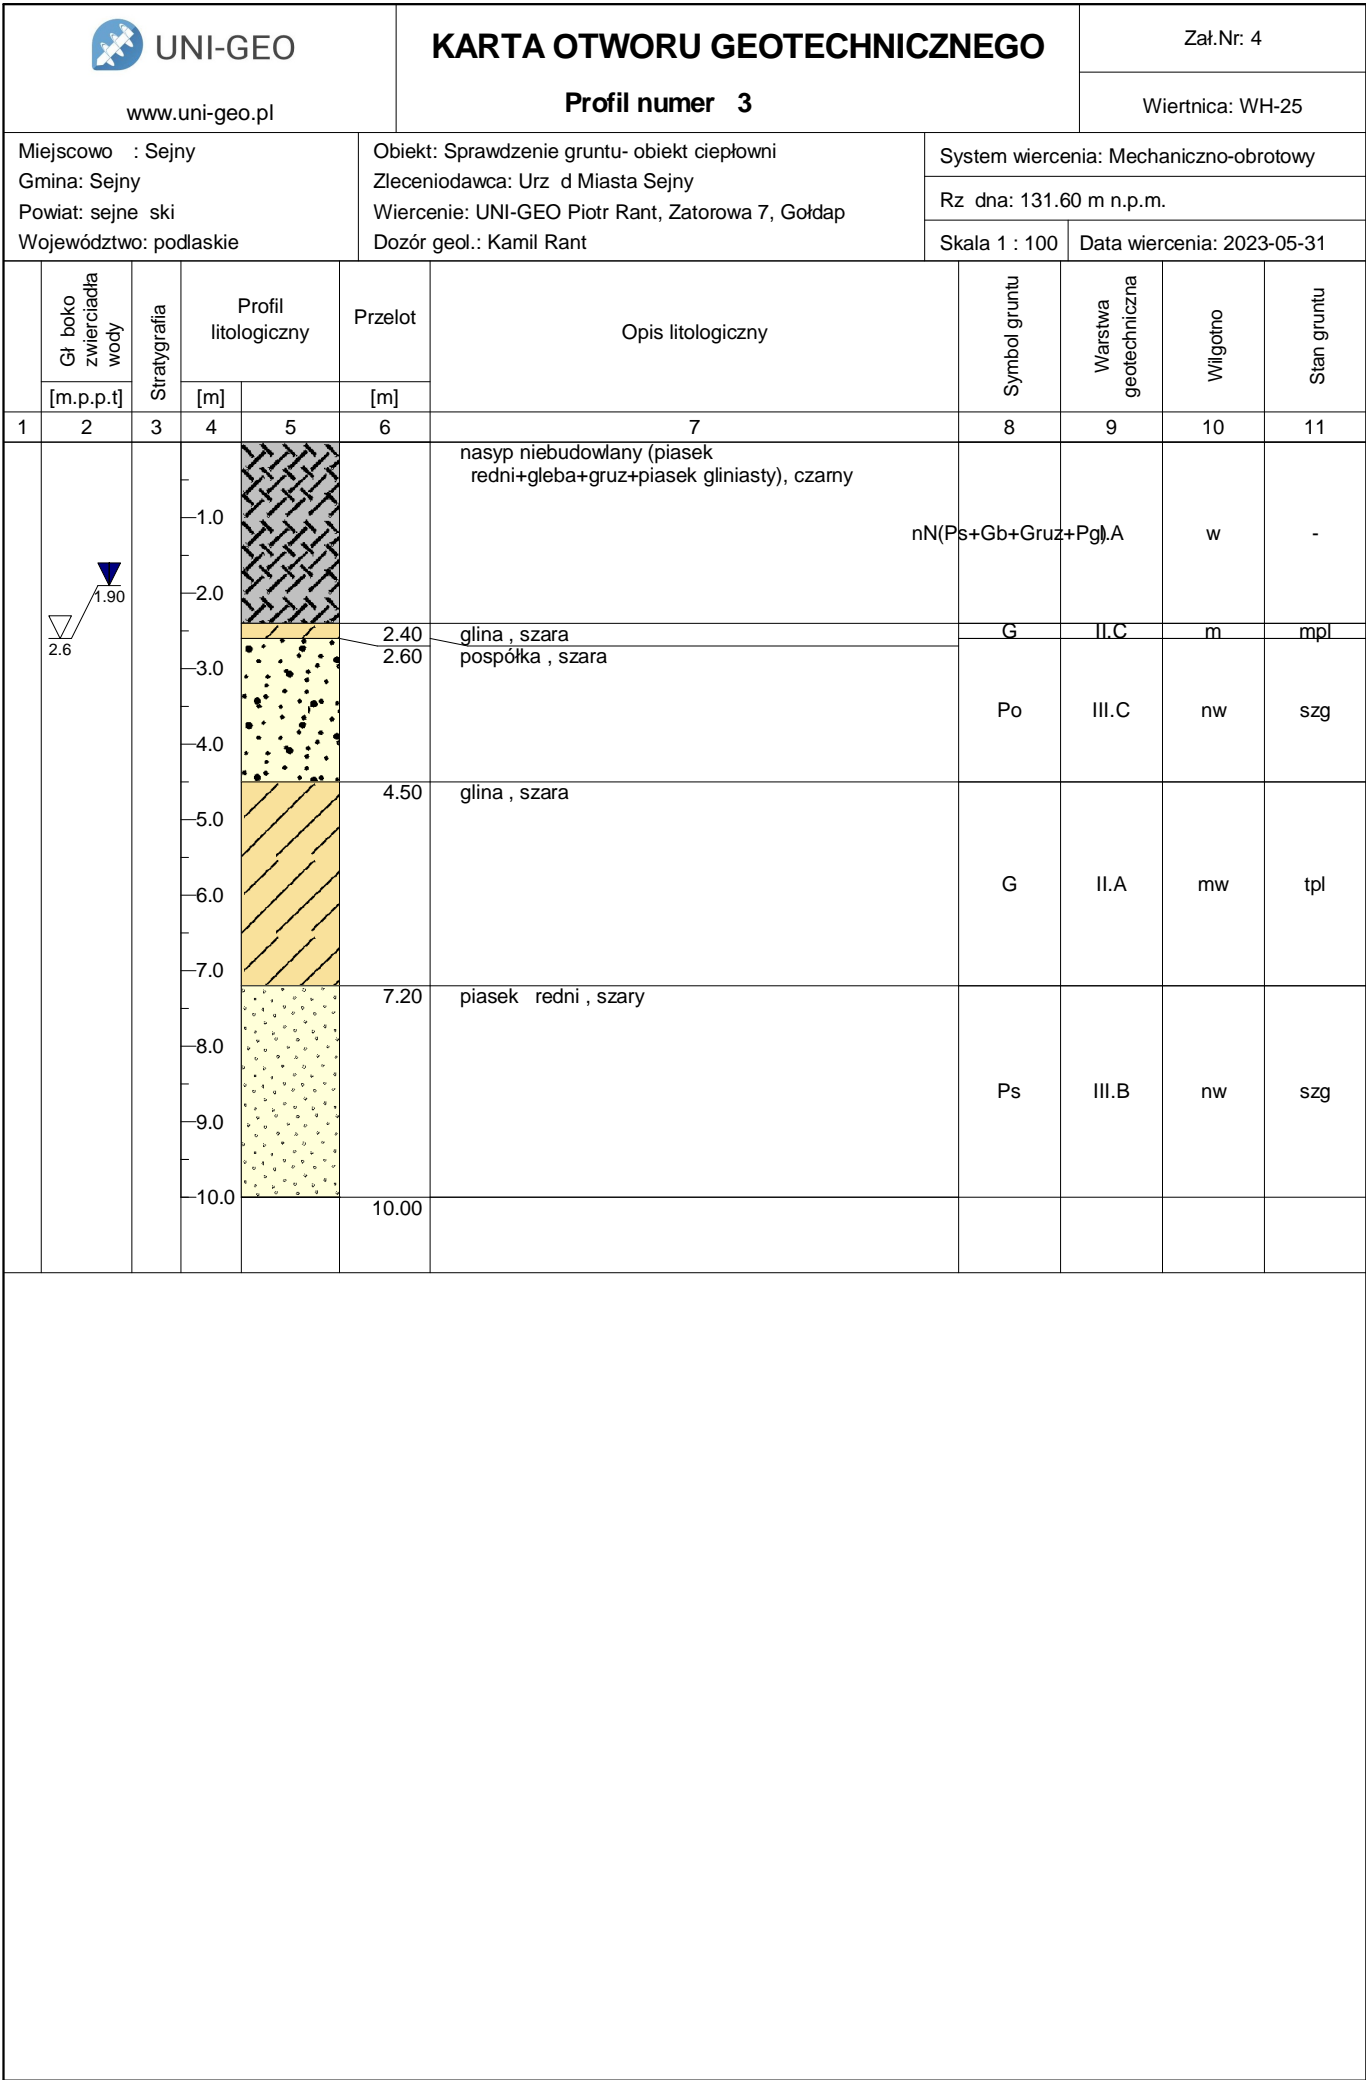 UNI-GEO
www.uni-geo.pl
KARTA OTWORU GEOTECHNICZNEGO
Profil numer 3
Zał.Nr: 4
Wiertnica: WH-25
Miejscowo : Sejny
Gmina: Sejny
Powiat: sejne ski
Województwo: podlaskie
Obiekt: Sprawdzenie gruntu- obiekt ciepłowni
Zleceniodawca: Urz d Miasta Sejny
Wiercenie: UNI-GEO Piotr Rant, Zatorowa 7, Gołdap
Dozór geol.: Kamil Rant
System wiercenia: Mechaniczno-obrotowy
Rz dna: 131.60 m n.p.m.
Skala 1 : 100
Data wiercenia: 2023-05-31
Gł boko
zwierciadła
wody
[m.p.p.t]
Stratygrafia
Profil
litologiczny
[m]
Przelot
[m]
Opis litologiczny
Symbol gruntu
Warstwa
geotechniczna
Wilgotno
Stan gruntu
1 2 3 4 5 6 7 8 9 10 11
nasyp niebudowlany (piasek
redni+gleba+gruz+piasek gliniasty), czarny
nN(Ps+Gb+Gruz+Pg) I.A w -
1.0
2.0
3.0
4.0
5.0
6.0
7.0
8.0
9.0
10.0
1.90
2.6
2.40 glina , szara G II.C m mpl
2.60 pospółka , szara
Po III.C nw szg
4.50 glina , szara
G II.A mw tpl
7.20 piasek redni , szary
Ps III.B nw szg
10.00